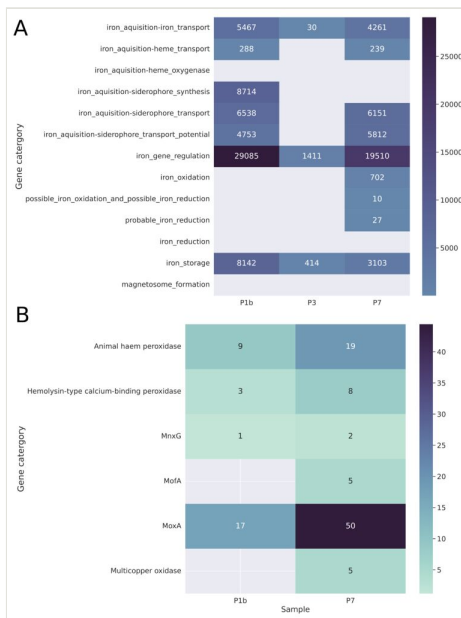 A
iron_aquisition-iron_transport 5467 30 4261
iron_aquisition-heme_transport 288 239
iron_aquisition-heme_oxygenase
iron_aquisition-siderophore_synthesis 8714
iron_aquisition-siderophore_transport 6538 6151
iron_aquisition-siderophore_transport_potential 4753 5812
iron_gene_regulation 29085 1411 19510
iron_oxidation 702
possible_iron_oxidation_and_possible_iron_reduction 10
probable_iron_reduction 27
iron_reduction
iron_storage 8142 414 3103
magnetosome_formation
Gene catergory
P1b P3 P7
25000
20000
15000
10000
5000
B
Animal haem peroxidase 9 19
Hemolysin-type calcium-binding peroxidase 3 8
MnxG 1 2
MofA 5
MoxA 17 50
Multicopper oxidase 5
Gene catergory
P1b P7
Sample
40
35
30
25
20
15
10
5